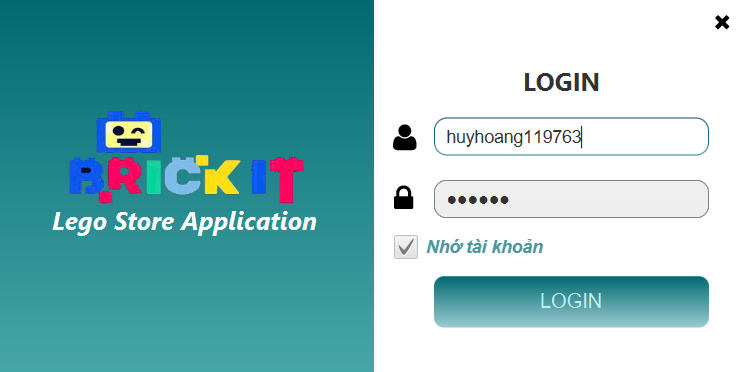 BRICK IT
Lego Store Application
LOGIN
huyhoang119763
••••••
Nhớ tài khoản
LOGIN